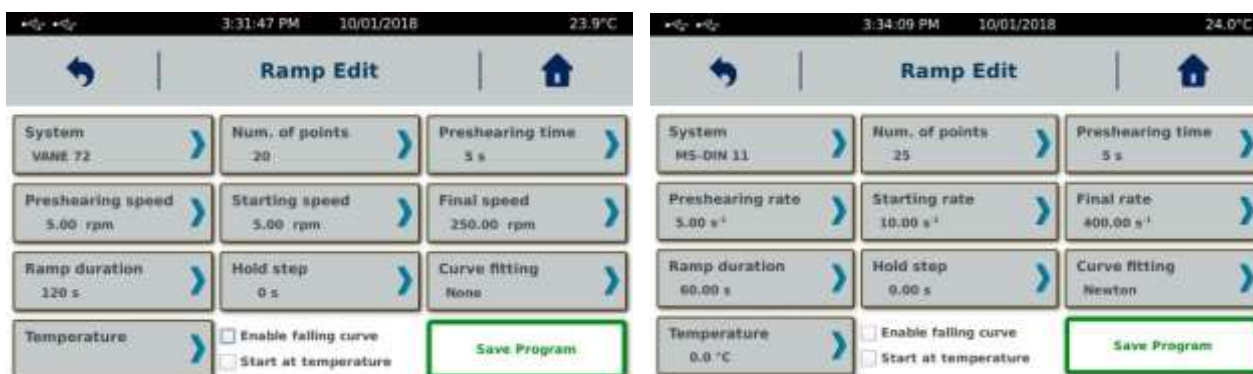 3:31:47 PM 10/01/2018 23.9°C
Ramp Edit
System Num. of points Preshearing time
VANE 72 20 5 s
Preshearing speed Starting speed Final speed
5.00 rpm 5.00 rpm 250.00 rpm
Ramp duration Hold step Curve fitting
120 s 0 s None
Temperature
Enable falling curve
Start at temperature
Save Program
3:34:09 PM 10/01/2018 24.0°C
Ramp Edit
System Num. of points Preshearing time
MS-DIN 11 25 5 s
Preshearing rate Starting rate Final rate
5.00 s⁻¹ 10.00 s⁻¹ 400.00 s⁻¹
Ramp duration Hold step Curve fitting
60.00 s 0.00 s Newton
Temperature
0.0 °C
Enable falling curve
Start at temperature
Save Program